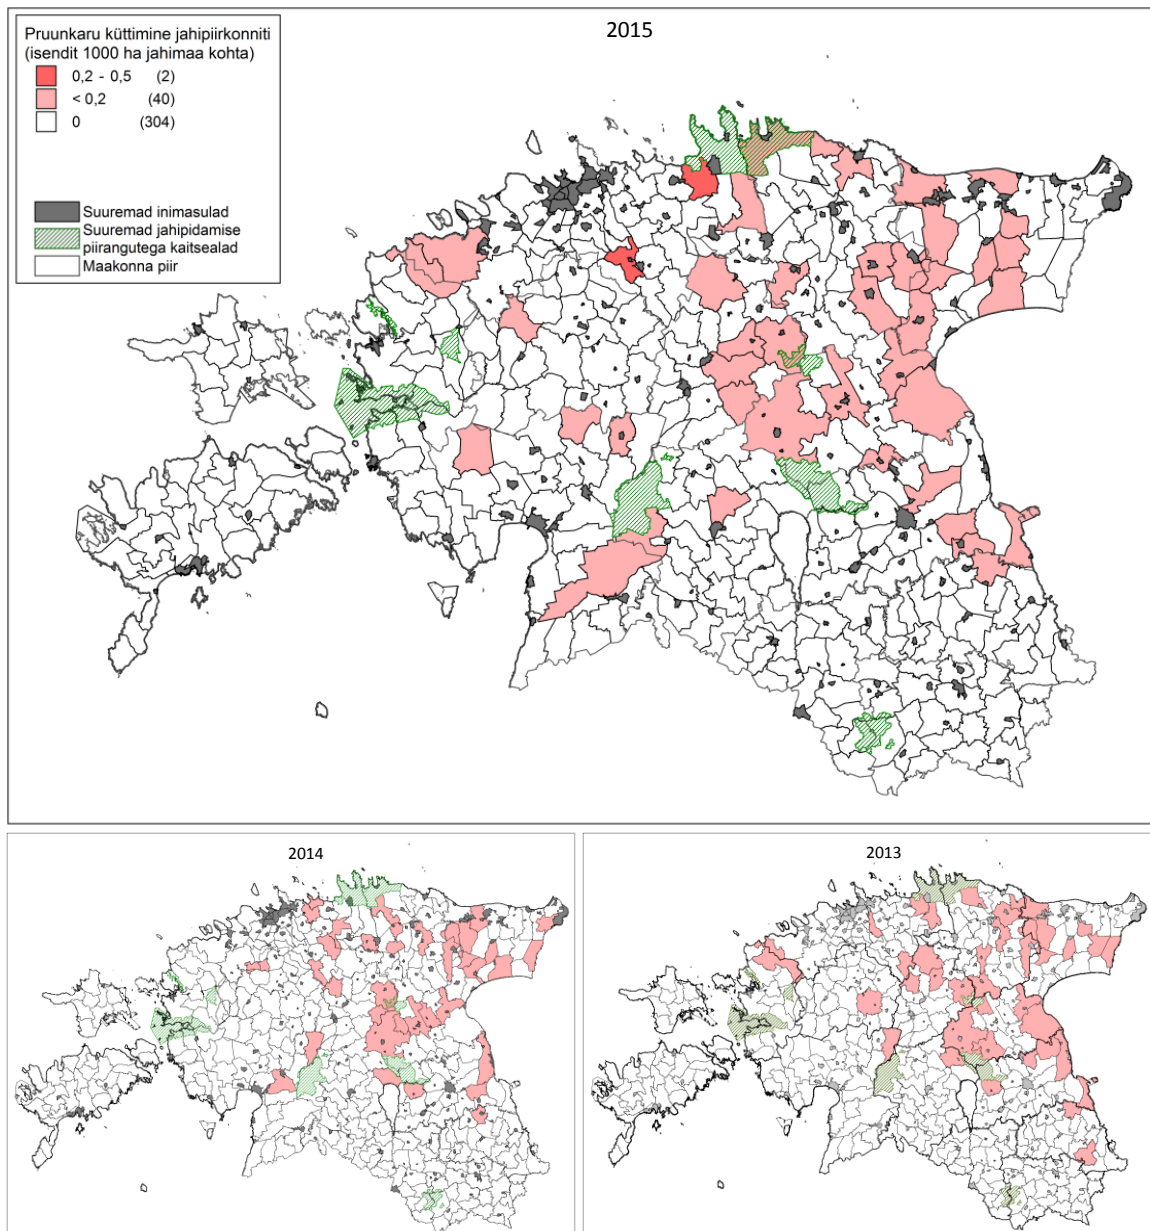 2015
Pruunkaru küttimine jahipiirkonniti
(isendit 1000 ha jahimaa kohta)
0,2 - 0,5 (2)
< 0,2 (40)
0 (304)
Suuremad inimasulad
Suuremad jahipidamise
piirangutega kaitsealad
Maakonna piir
2014
2013